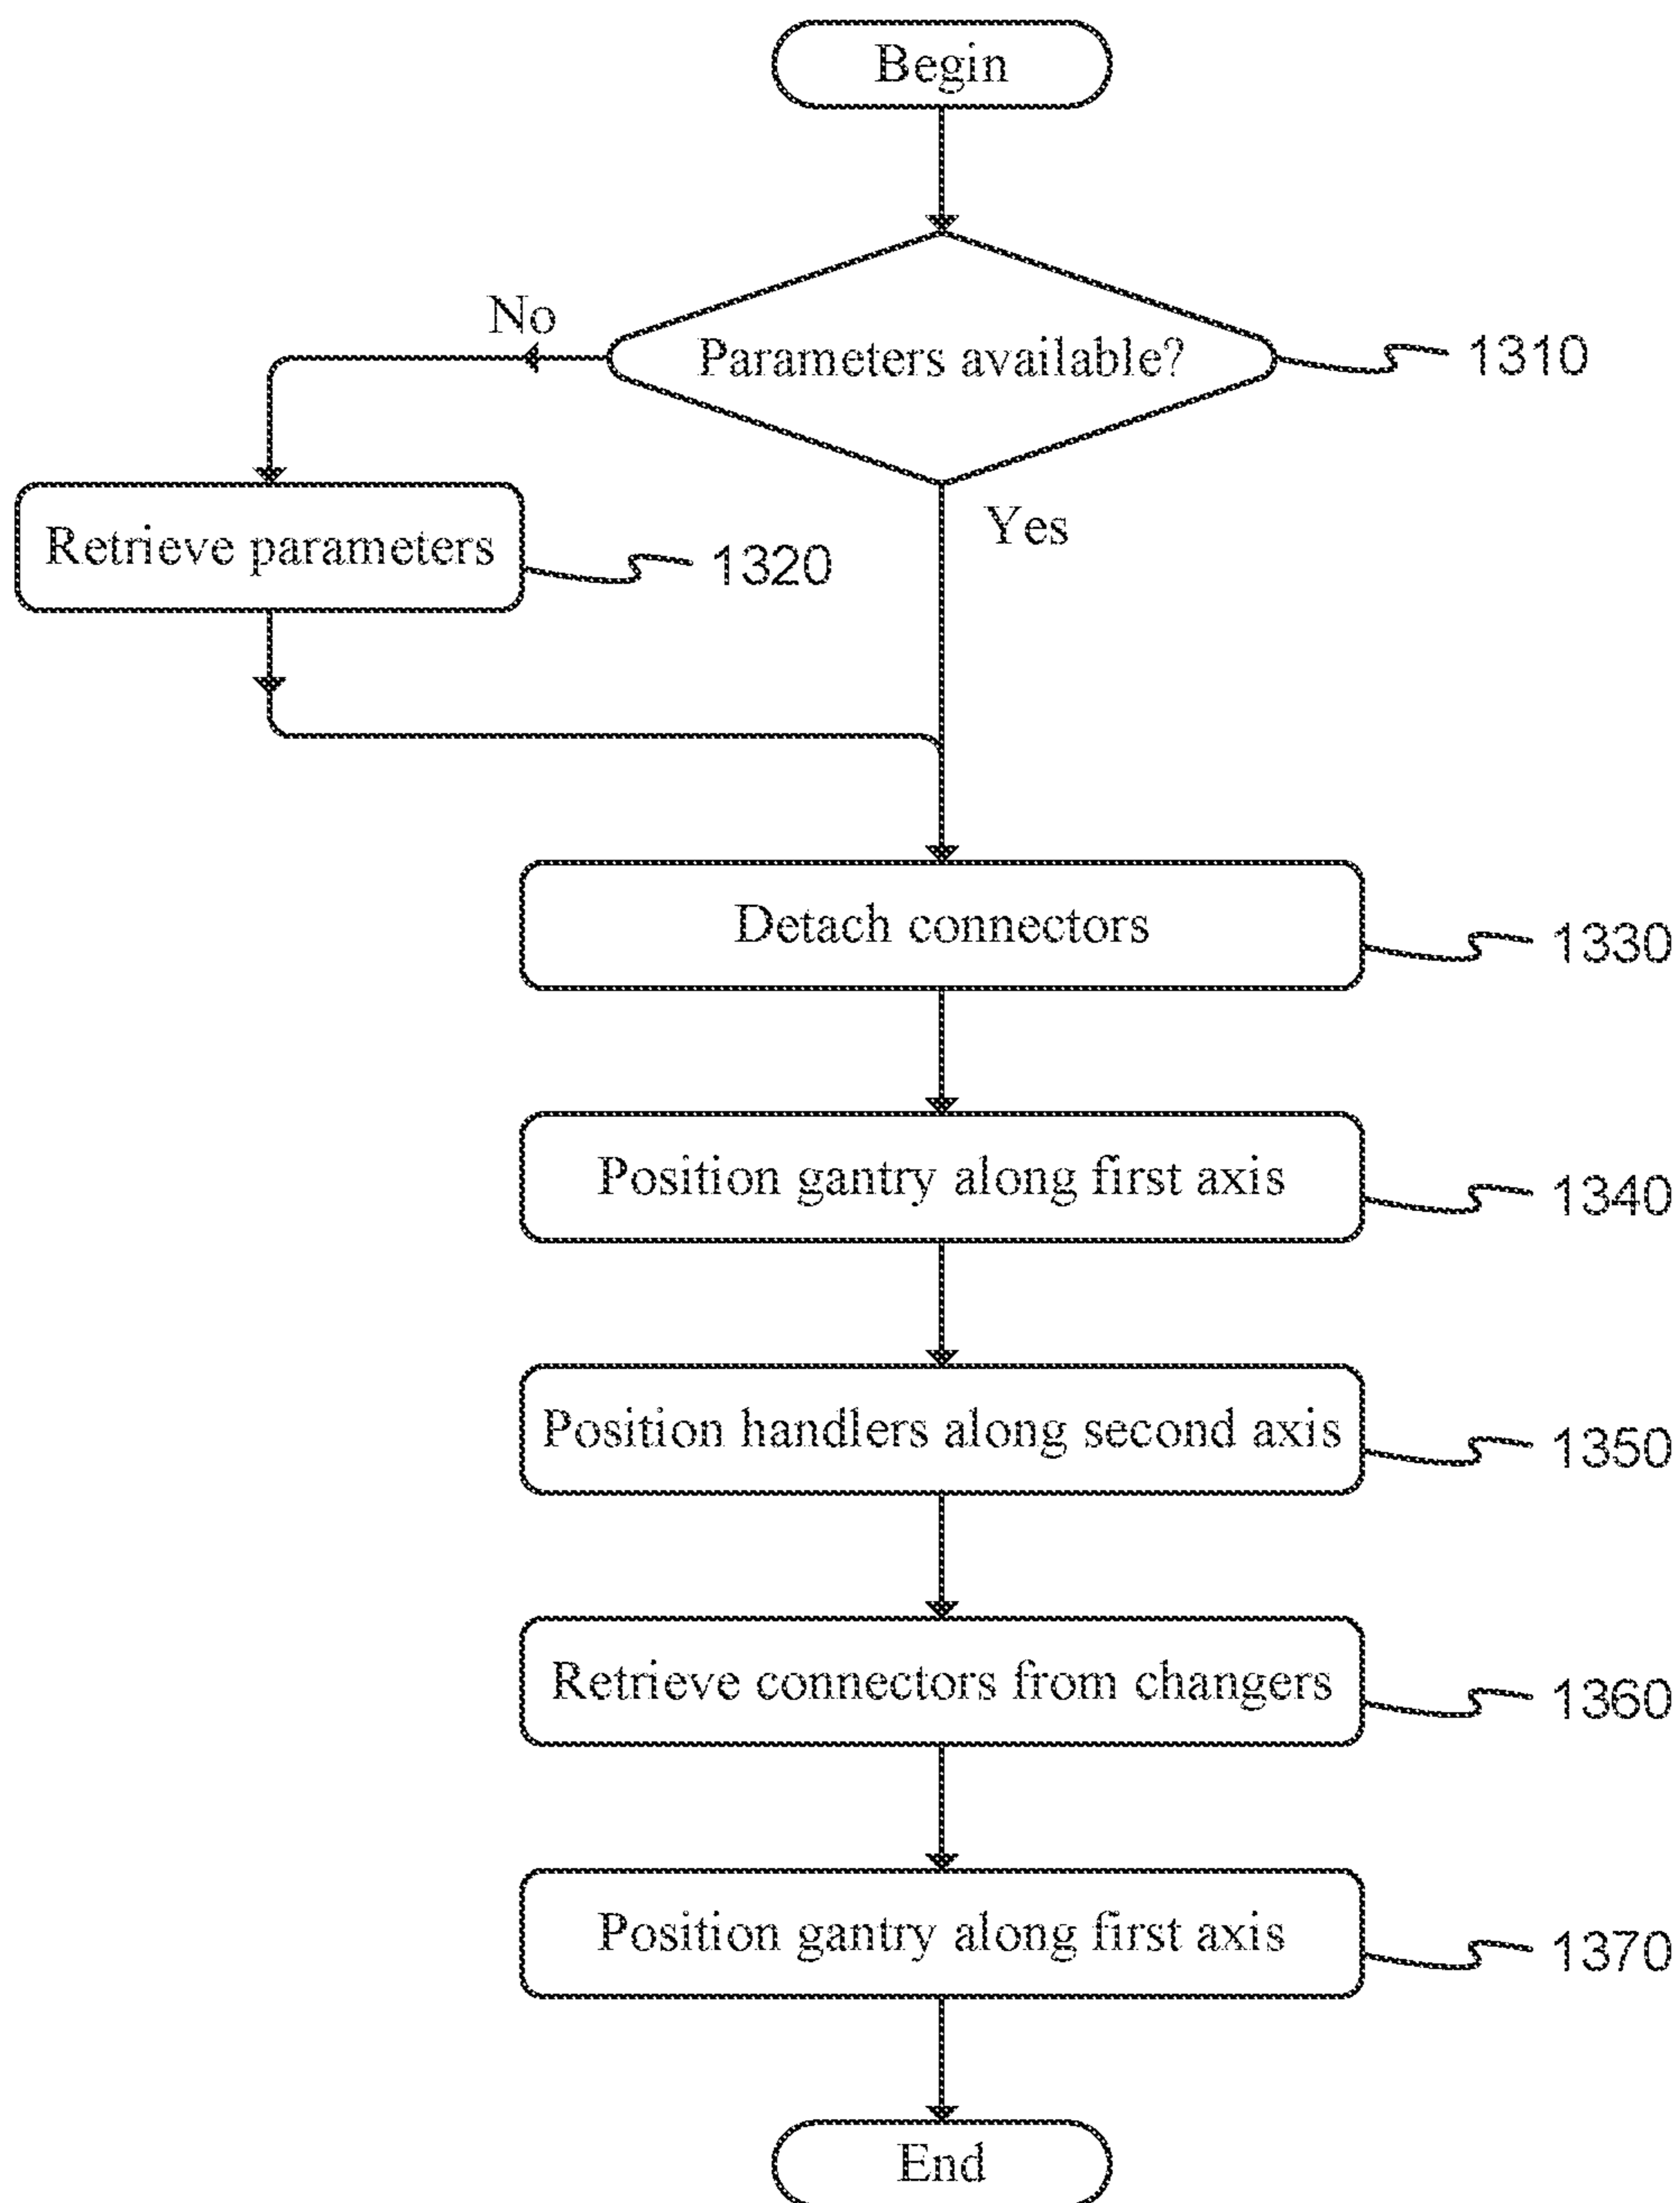 Begin
No
Parameters available?
1310
Yes
Retrieve parameters
1320
Detach connectors
1330
Position gantry along first axis
1340
Position handlers along second axis
1350
Retrieve connectors from changers
1360
Position gantry along first axis
1370
End